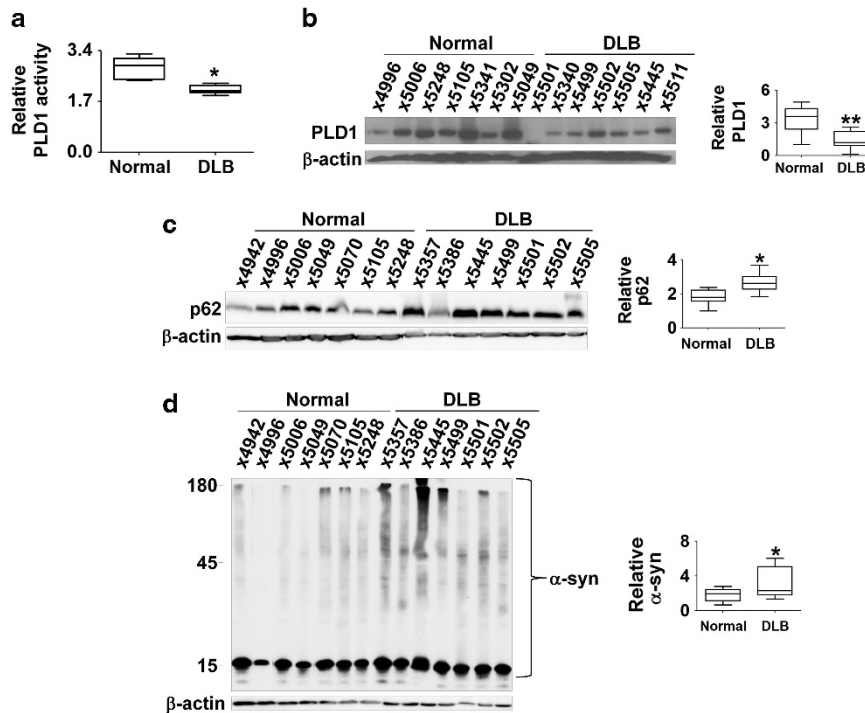 a
Relative
PLD1 activity
3.4
1.7
0.0
*
Normal
DLB
b
Normal
DLB
x4996
x5006
x5248
x5105
x5341
x5302
x5049
x5501
x5340
x5499
x5502
x5505
x5445
x5511
PLD1
β-actin
Relative
PLD1
6
3
0
**
Normal
DLB
c
Normal
DLB
x4942
x4996
x5006
x5049
x5070
x5105
x5248
x5357
x5386
x5445
x5499
x5501
x5502
x5505
p62
β-actin
Relative
p62
4
2
0
*
Normal
DLB
d
Normal
DLB
x4942
x4996
x5006
x5049
x5070
x5105
x5248
x5357
x5386
x5445
x5499
x5501
x5502
x5505
180
45
15
α-syn
β-actin
Relative
α-syn
8
4
0
*
Normal
DLB